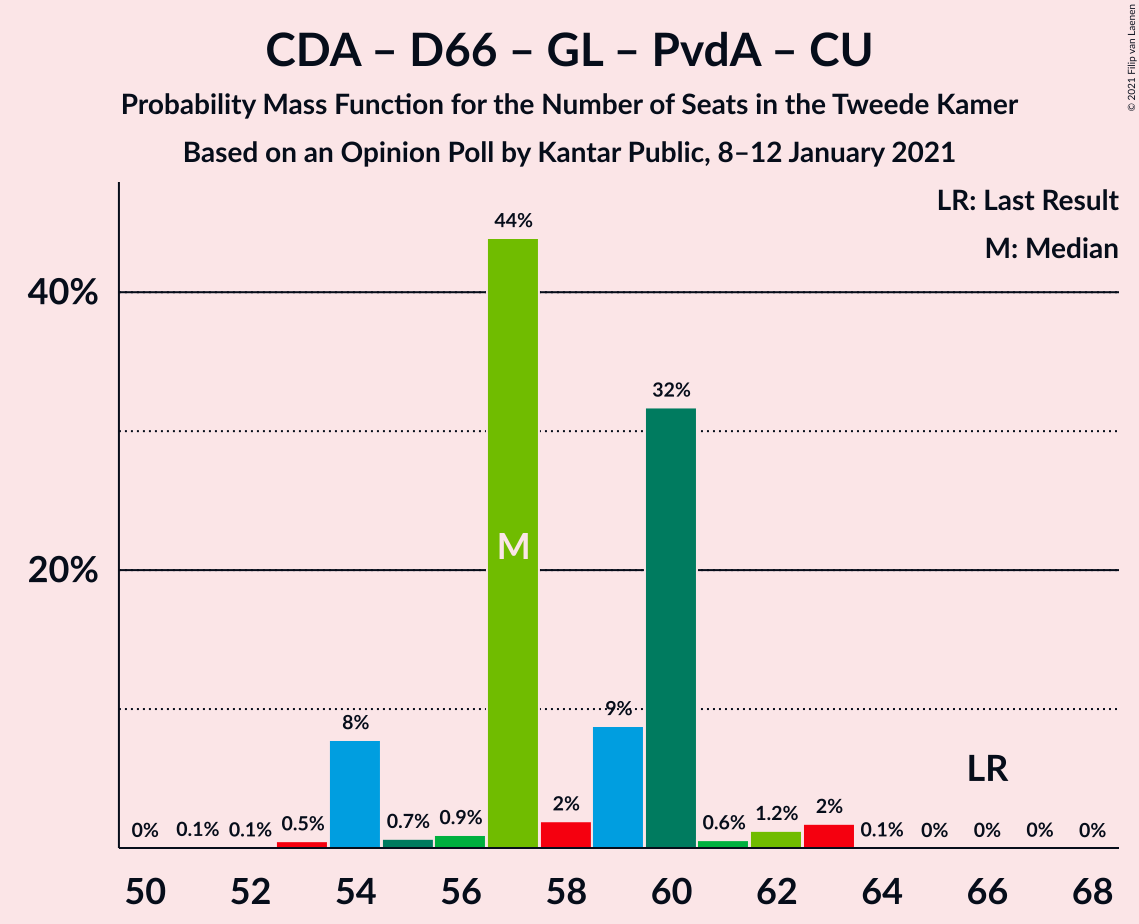 CDA – D66 – GL – PvdA – CU
Probability Mass Function for the Number of Seats in the Tweede Kamer
Based on an Opinion Poll by Kantar Public, 8–12 January 2021
© 2021 Filip van Laenen
LR: Last Result
M: Median
40%
20%
0%
0.1%
0.1%
0.5%
8%
0.7%
0.9%
44%
M
2%
9%
32%
0.6%
1.2%
2%
0.1%
0%
LR
0%
0%
0%
50 52 54 56 58 60 62 64 66 68